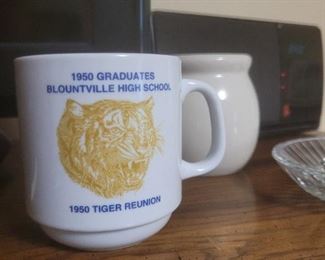 1950 GRADUATES
BLOUNTVILLE HIGH SCHOOL
1950 TIGER REUNION